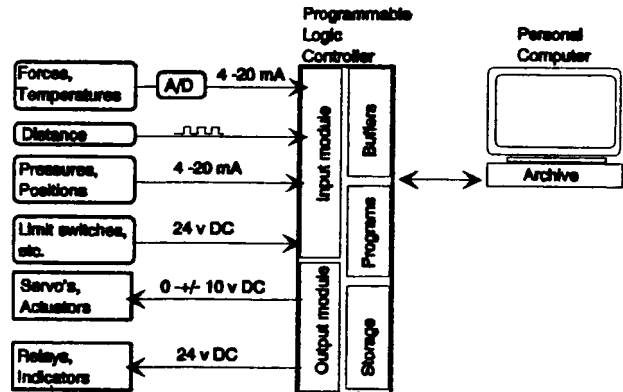 Programmable
Logic
Controller
Personal
Computer
Forces,
Temperatures
A/D
4 -20 mA
Distance
Pressures,
Positions
4 -20 mA
Limit switches,
etc.
24 v DC
Servo's,
Actuators
0 -+/- 10 v DC
Relays,
Indicators
24 v DC
Input module
Output module
Buffers
Programs
Storage
Archive